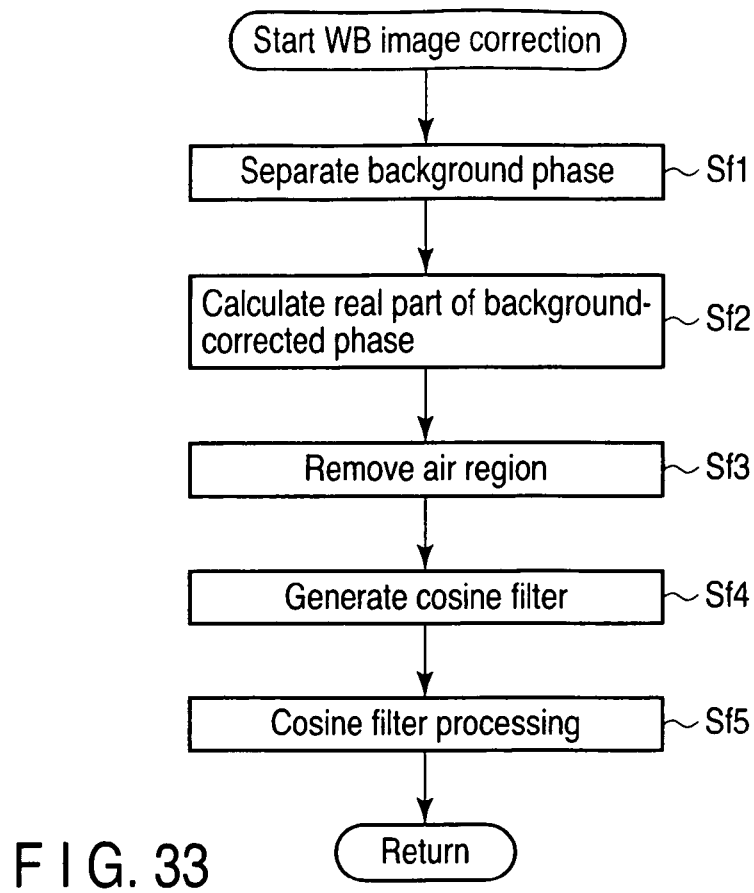 Start WB image correction
Separate background phase
Sf1
Calculate real part of background-
corrected phase
Sf2
Remove air region
Sf3
Generate cosine filter
Sf4
Cosine filter processing
Sf5
Return
FIG. 33